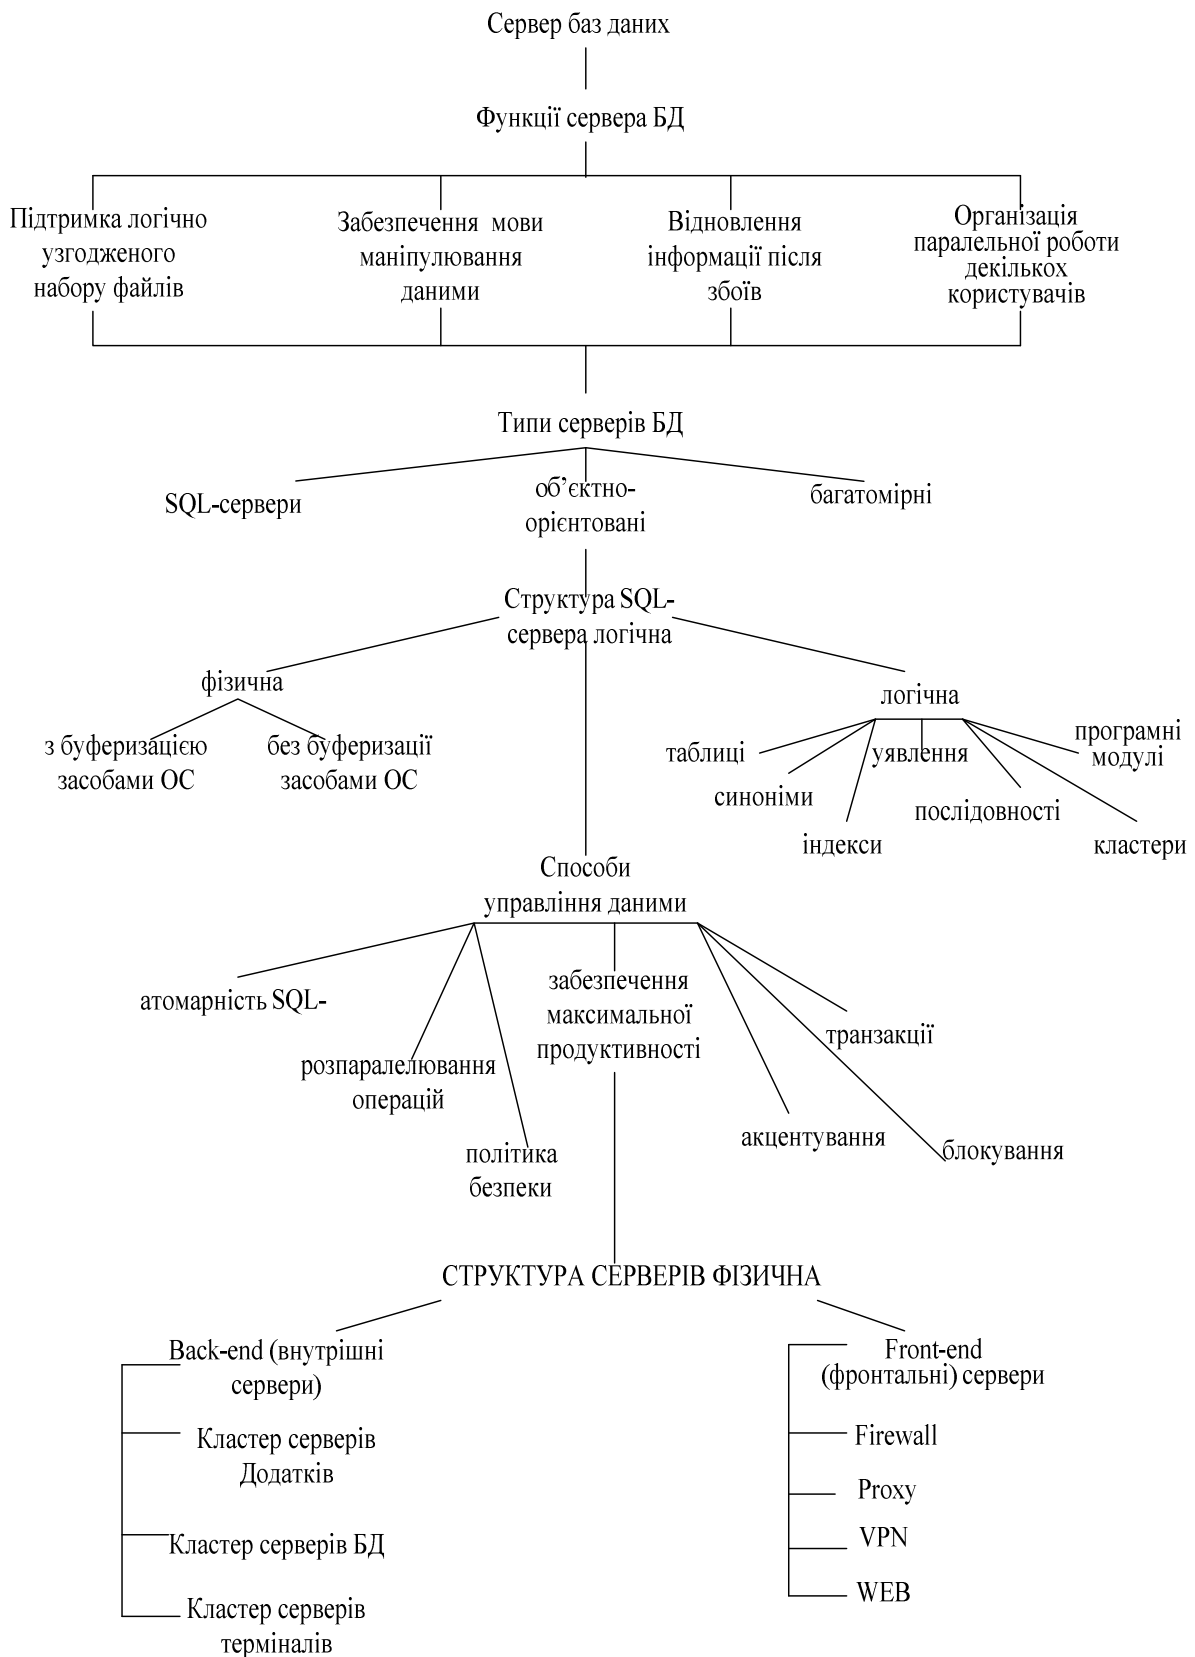 Сервер баз даних
Функції сервера БД
Підтримка логічно
узгодженого
набору файлів
Забезпечення мови
маніпулювання
даними
Відновлення
інформації після
збоїв
Організація
паралельної роботи
декількох
користувачів
Типи серверів БД
SQL-сервери
об’єктно-
орієнтовані
багатомірні
Структура SQL-
сервера логічна
фізична
з буферизацією
засобами ОС
без буферизації
засобами ОС
логічна
таблиці
синоніми
індекси
уявлення
послідовності
програмні
модулі
кластери
Способи
управління даними
атомарність SQL-
розпаралелювання
операцій
політика
безпеки
забезпечення
максимальної
продуктивності
транзакції
акцентування
блокування
СТРУКТУРА СЕРВЕРІВ ФІЗИЧНА
Back-end (внутрішні
сервери)
Кластер серверів
Додатків
Кластер серверів БД
Кластер серверів
терміналів
Front-end
(фронтальні) сервери
Firewall
Proxy
VPN
WEB